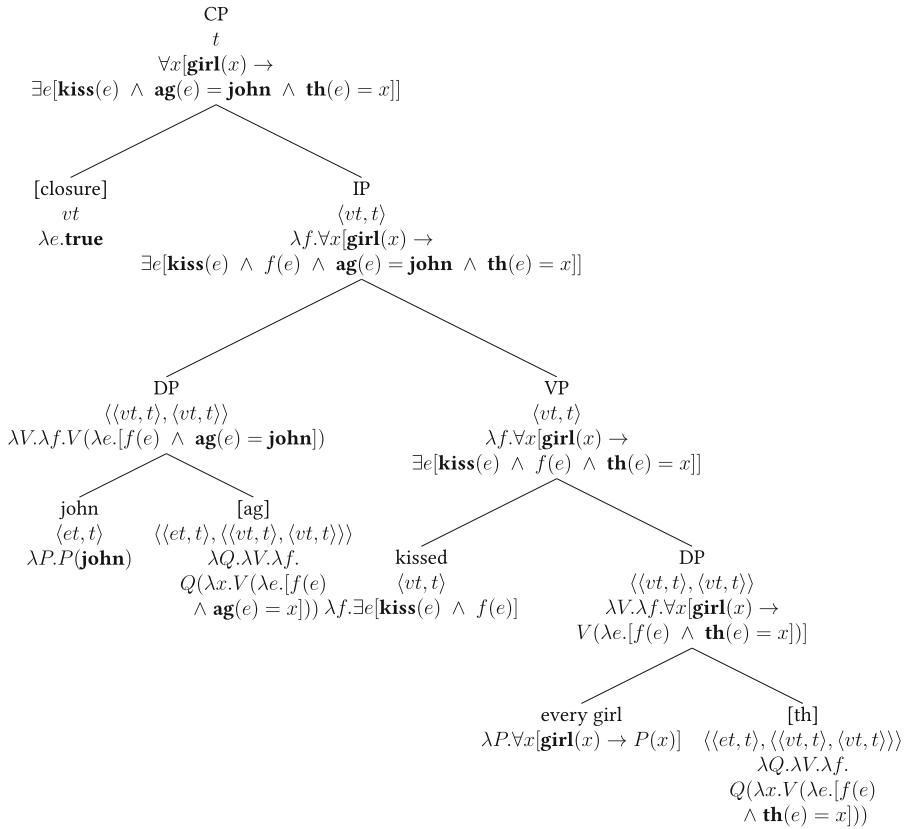 CP
t
∀x[girl(x) →
∃e[kiss(e) ∧ ag(e) = john ∧ th(e) = x]]
[closure]
vt
λe.true
IP
⟨vt, t⟩
λf.∀x[girl(x) →
∃e[kiss(e) ∧ f(e) ∧ ag(e) = john ∧ th(e) = x]]
DP
⟨⟨vt, t⟩, ⟨vt, t⟩⟩
λV.λf.V(λe.[f(e) ∧ ag(e) = john])
VP
⟨vt, t⟩
λf.∀x[girl(x) →
∃e[kiss(e) ∧ f(e) ∧ th(e) = x]]
john
⟨et, t⟩
λP.P(john)
[ag]
⟨⟨et, t⟩, ⟨⟨vt, t⟩, ⟨vt, t⟩⟩⟩
λQ.λV.λf.
Q(λx.V(λe.[f(e)
∧ ag(e) = x]))
kissed
⟨vt, t⟩
λf.∃e[kiss(e) ∧ f(e)]
DP
⟨⟨vt, t⟩, ⟨vt, t⟩⟩
λV.λf.∀x[girl(x) →
V(λe.[f(e) ∧ th(e) = x])]
every girl
λP.∀x[girl(x) → P(x)]
[th]
⟨⟨et, t⟩, ⟨⟨vt, t⟩, ⟨vt, t⟩⟩⟩
λQ.λV.λf.
Q(λx.V(λe.[f(e)
∧ th(e) = x]))